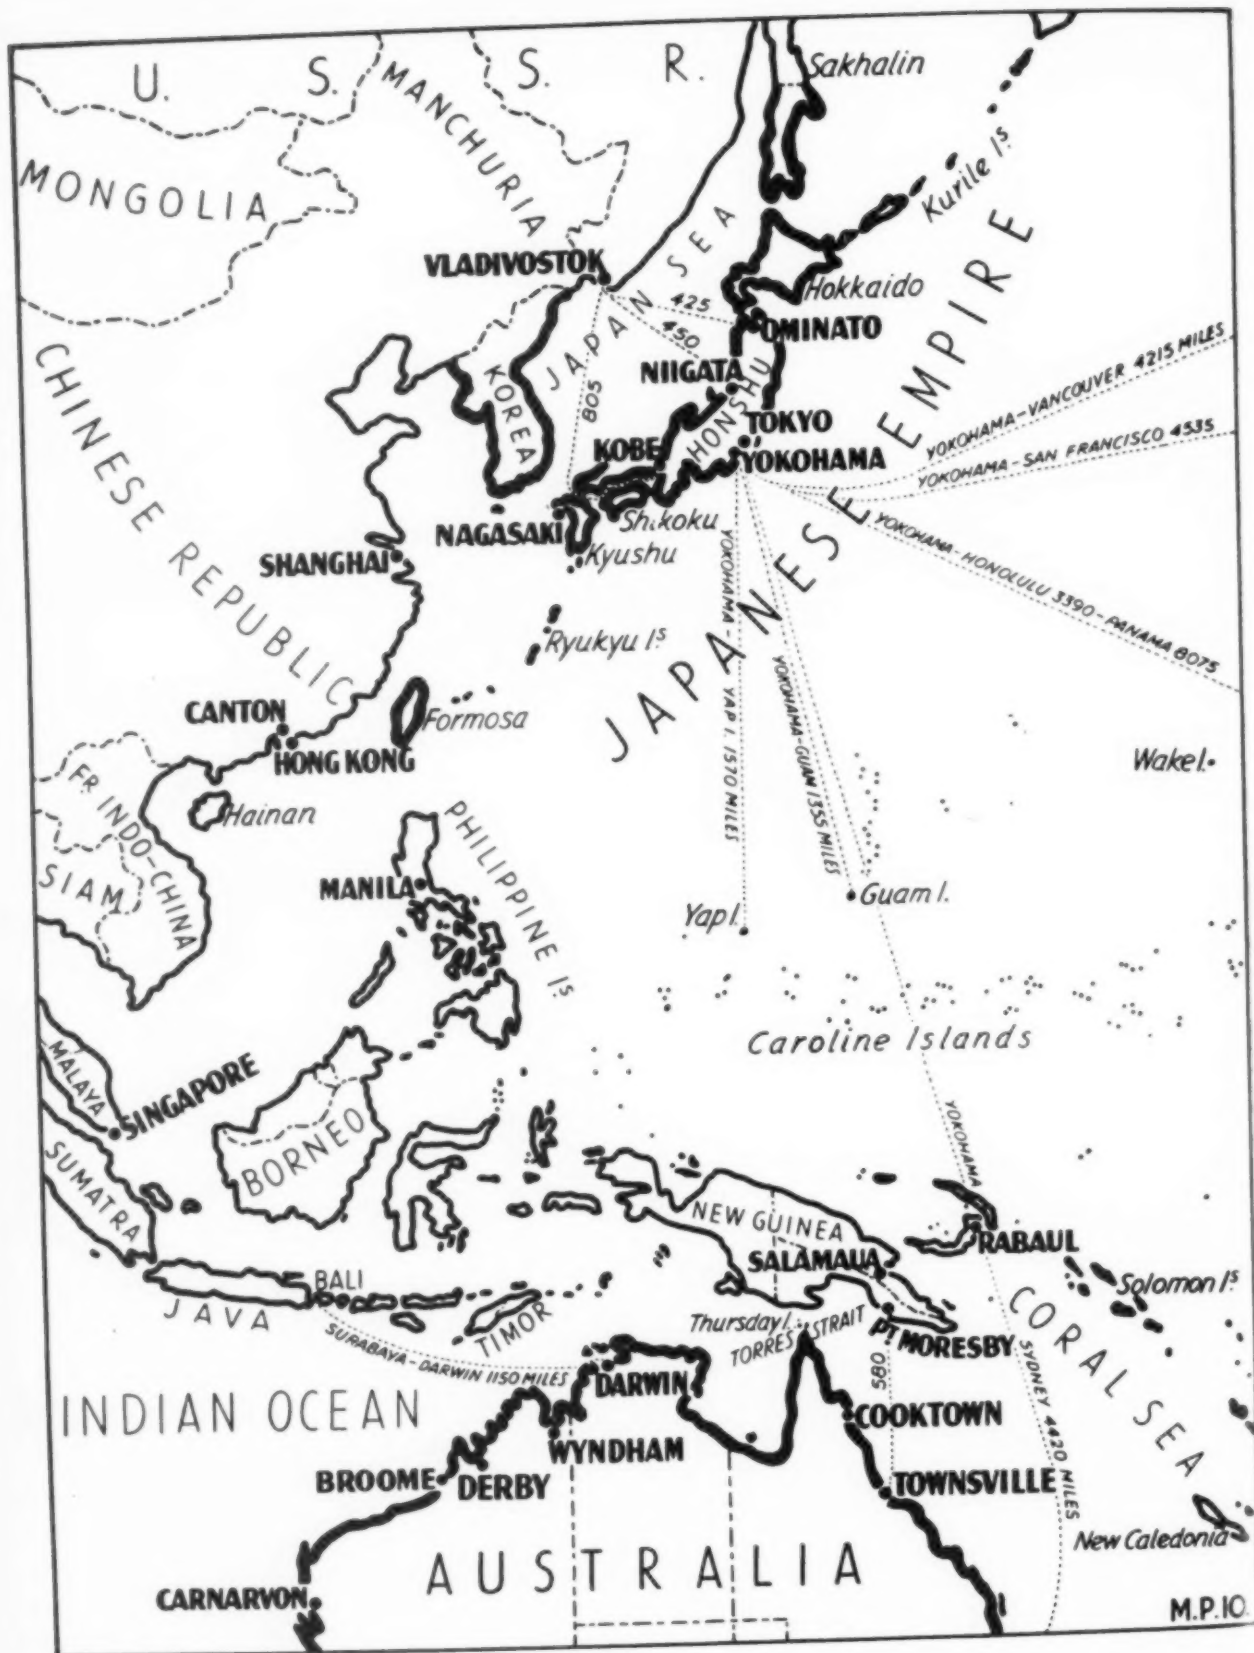 U. S. S. R.
Sakhalin
MANCHURIA
MONGOLIA
Kurile Iˢ
VLADIVOSTOK
JAPAN SEA
425
450
805
Hokkaido
OMINATO
NIIGATA
KOREA
HONSHU
TOKYO
KOBE
YOKOHAMA
JAPANESE EMPIRE
YOKOHAMA-VANCOUVER 4215 MILES
YOKOHAMA-SAN FRANCISCO 4535
YOKOHAMA-HONOLULU 3390-PANAMA 8075
CHINESE REPUBLIC
NAGASAKI
Shikoku
Kyushu
SHANGHAI
YOKOHAMA- YAP I. 1570 MILES
YOKOHAMA-GUAM 1355 MILES
Ryukyu Iˢ
CANTON
Formosa
HONG KONG
Wake I.
FR. INDO-CHINA
Hainan
PHILIPPINE Iˢ
SIAM
MANILA
Yap I.
Guam I.
Caroline Islands
MALAYA
SINGAPORE
BORNEO
SUMATRA
YOKOHAMA
NEW GUINEA
RABAUL
SALAMAUA
Solomon Iˢ
BALI
JAVA
TIMOR
Thursday I.
TORRES STRAIT
Pᵀ MORESBY
CORAL SEA
SURABAYA-DARWIN 1150 MILES
580
SYDNEY 4420 MILES
INDIAN OCEAN
DARWIN
COOKTOWN
WYNDHAM
BROOME
DERBY
TOWNSVILLE
New Caledonia
AUSTRALIA
CARNARVON
M.P.10.